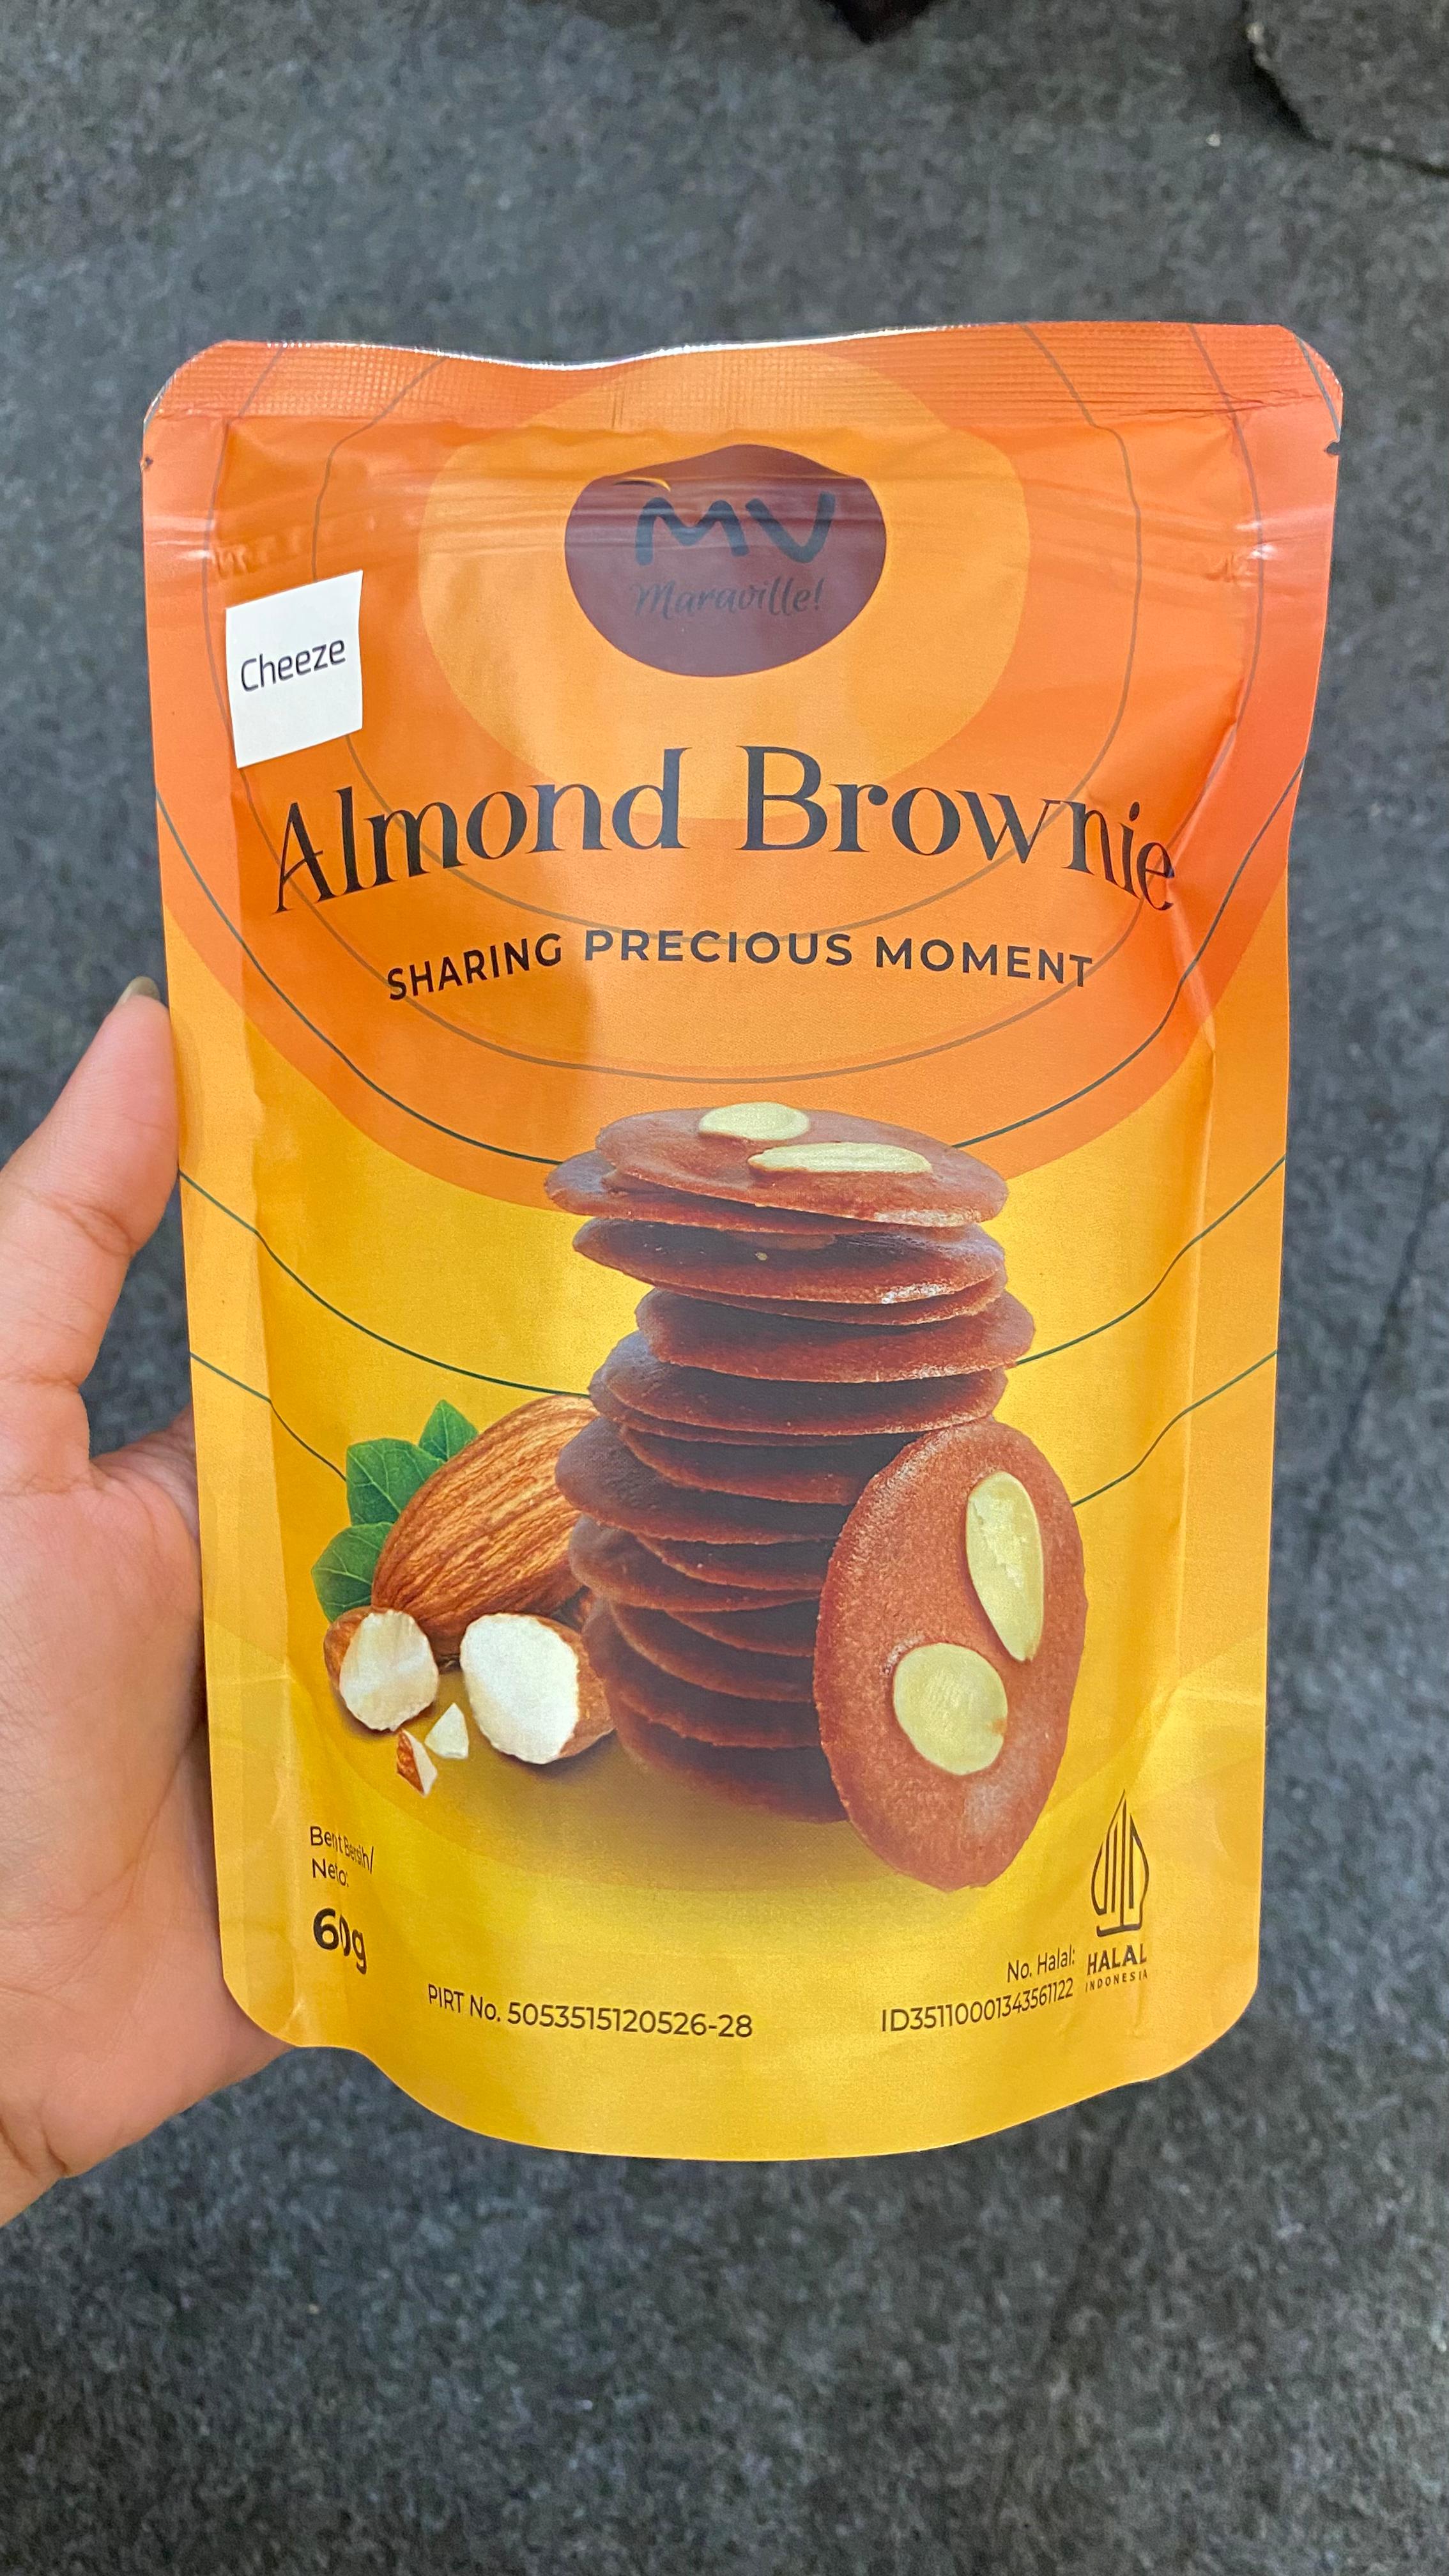 MV
Maraville!
Cheeze
Almond Brownie
SHARING PRECIOUS MOMENT
Berit Bersih/
Neto:
60g
PIRT No. 5053515120526-28
No. Halal:
ID35110001343561122
HALAL
INDONESIA